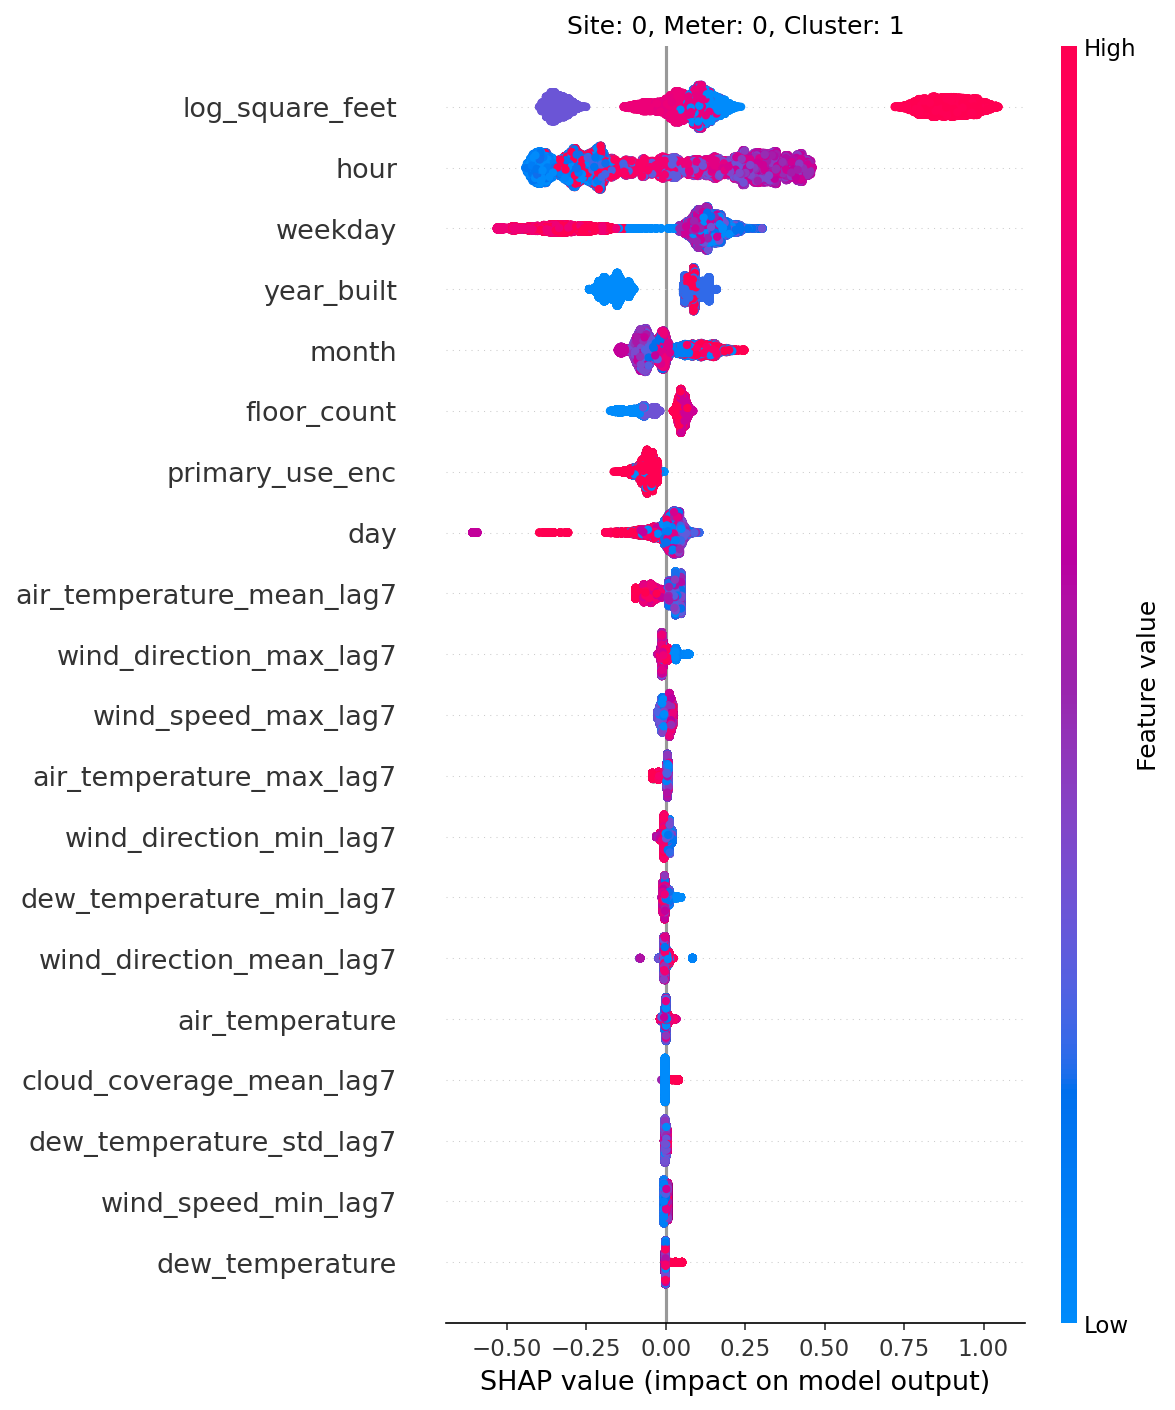 Site: 0, Meter: 0, Cluster: 1
High
log_square_feet
hour
weekday
year_built
month
floor_count
primary_use_enc
day
air_temperature_mean_lag7
wind_direction_max_lag7
wind_speed_max_lag7
air_temperature_max_lag7
wind_direction_min_lag7
dew_temperature_min_lag7
wind_direction_mean_lag7
air_temperature
cloud_coverage_mean_lag7
dew_temperature_std_lag7
wind_speed_min_lag7
dew_temperature
Feature value
Low
−0.50 −0.25 0.00 0.25 0.50 0.75 1.00
SHAP value (impact on model output)